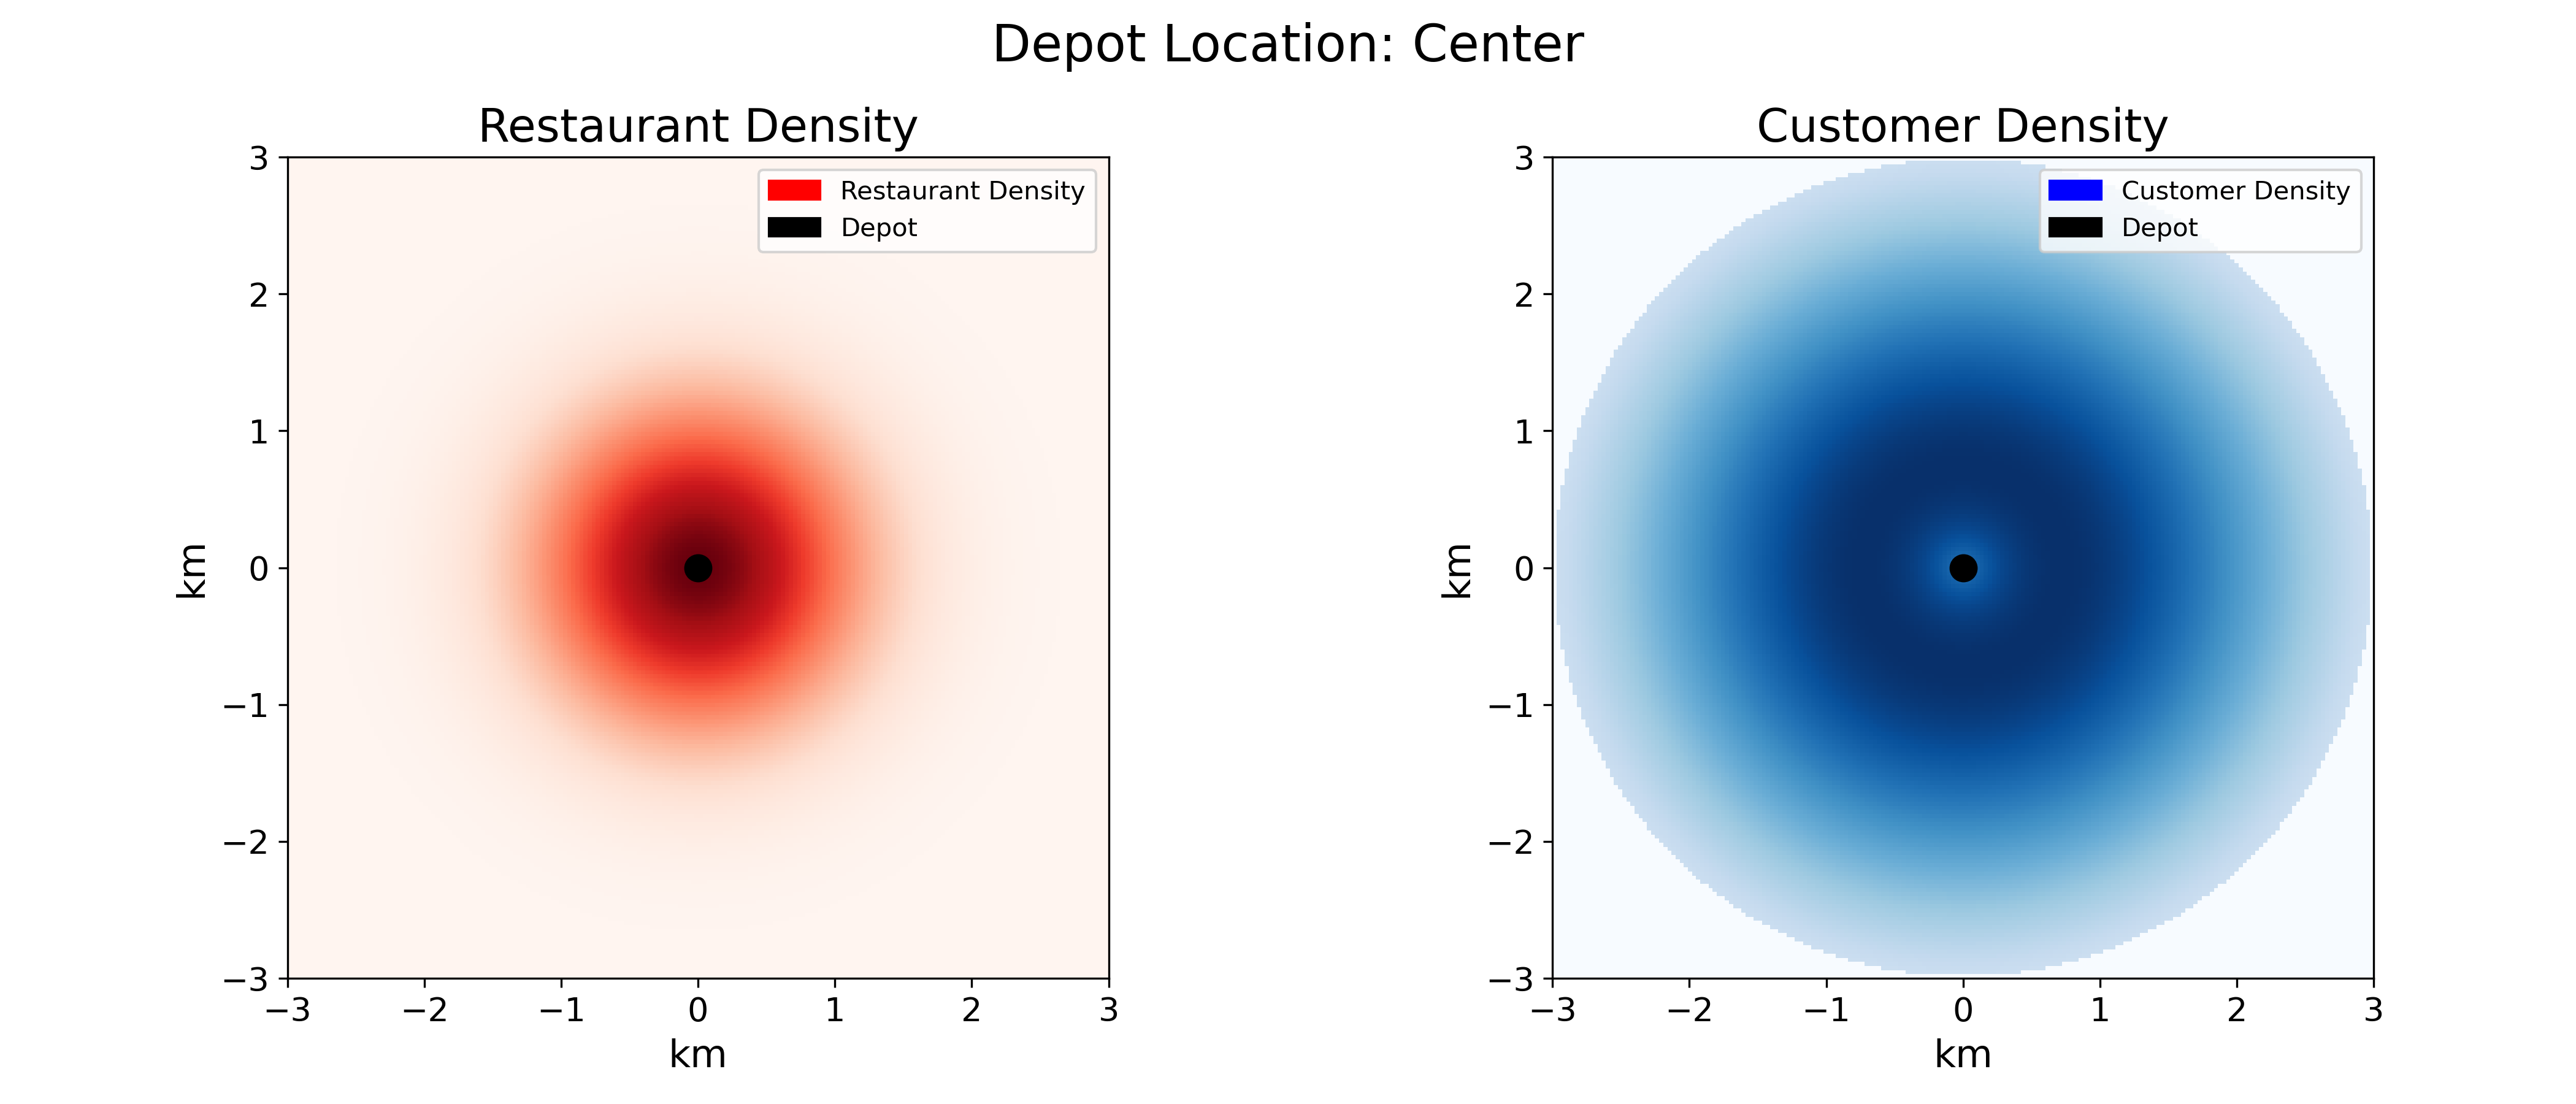 Depot Location: Center
Restaurant Density
Restaurant Density
Depot
3
2
1
0
−1
−2
−3
km
−3 −2 −1 0 1 2 3
km
Customer Density
Customer Density
Depot
3
2
1
0
−1
−2
−3
km
−3 −2 −1 0 1 2 3
km